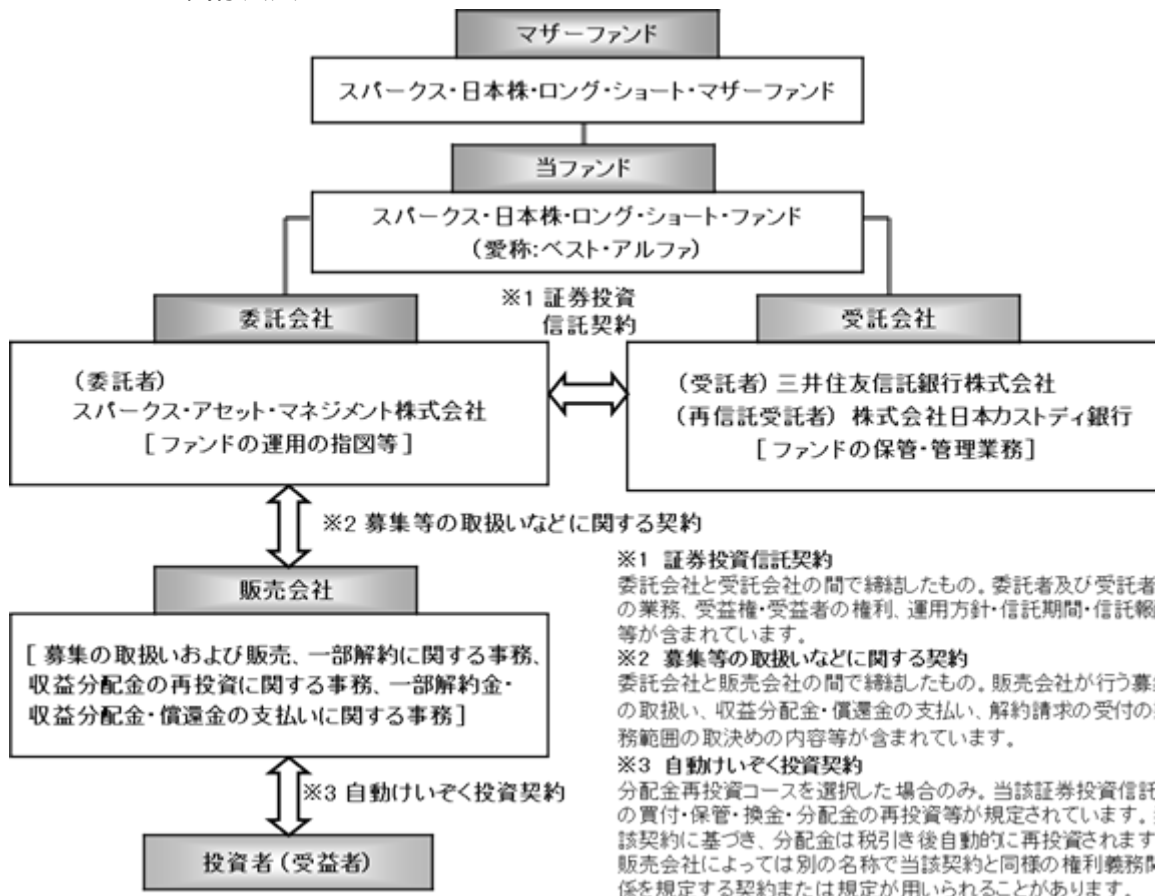 マザーファンド
スパークス・日本株・ロング・ショート・マザーファンド
当ファンド
スパークス・日本株・ロング・ショート・ファンド
(愛称:ベスト・アルファ)
※1 証券投資
信託契約
委託会社
(委託者)
スパークス・アセット・マネジメント株式会社
[ファンドの運用の指図等]
受託会社
(受託者) 三井住友信託銀行株式会社
(再信託受託者) 株式会社日本カストディ銀行
[ファンドの保管・管理業務]
※2 募集等の取扱いなどに関する契約
販売会社
[ 募集の取扱いおよび販売、一部解約に関する事務、
収益分配金の再投資に関する事務、一部解約金・
収益分配金・償還金の支払いに関する事務]
※3 自動けいぞく投資契約
投資者(受益者)
※1 証券投資信託契約
委託会社と受託会社の間で締結したもの。委託者及び受託者
の業務、受益権・受益者の権利、運用方針・信託期間・信託報
等が含まれています。
※2 募集等の取扱いなどに関する契約
委託会社と販売会社の間で締結したもの。販売会社が行う募
の取扱い、収益分配金・償還金の支払い、解約請求の受付の
務範囲の取決めの内容等が含まれています。
※3 自動けいぞく投資契約
分配金再投資コースを選択した場合のみ。当該証券投資信託
の買付・保管・換金・分配金の再投資等が規定されています。
該契約に基づき、分配金は税引き後自動的に再投資されます
販売会社によっては別の名称で当該契約と同様の権利義務関
係を規定する契約または規定が用いられることがあります。